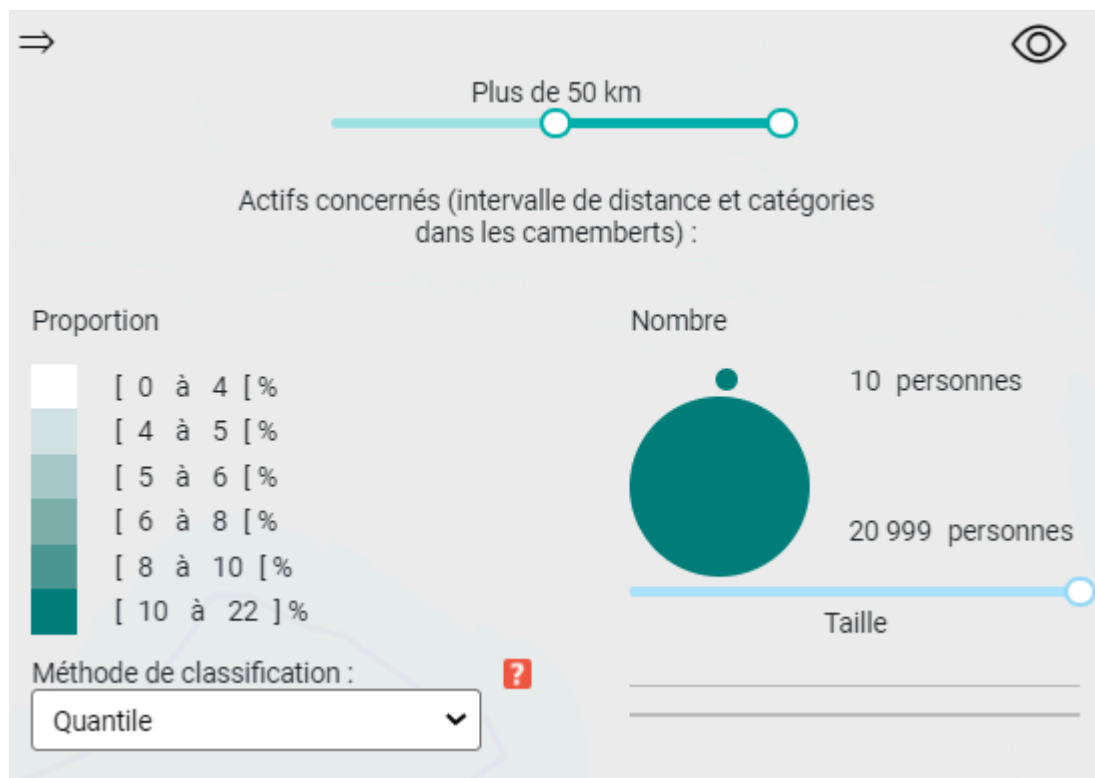 ⇒
Plus de 50 km
Actifs concernés (intervalle de distance et catégories
dans les camemberts) :
Proportion
[ 0 à 4 [ %
[ 4 à 5 [ %
[ 5 à 6 [ %
[ 6 à 8 [ %
[ 8 à 10 [ %
[ 10 à 22 ] %
Méthode de classification :
?
Quantile
Nombre
10 personnes
20 999 personnes
Taille